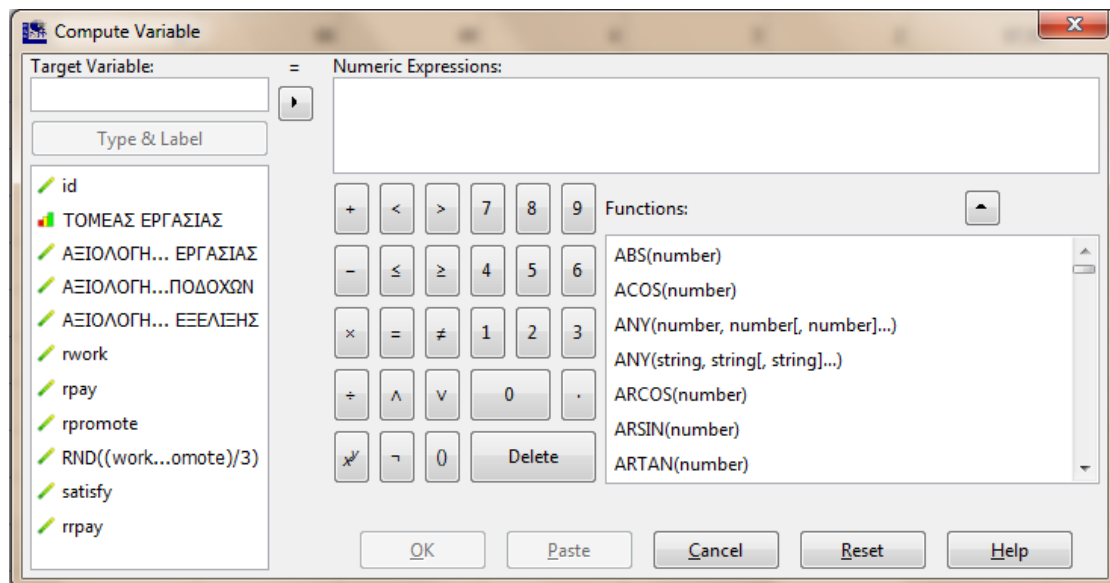 Compute Variable
Target Variable:
=
Numeric Expressions:
Type & Label
id
ΤΟΜΕΑΣ ΕΡΓΑΣΙΑΣ
ΑΞΙΟΛΟΓΗ... ΕΡΓΑΣΙΑΣ
ΑΞΙΟΛΟΓΗ...ΠΟΔΟΧΩΝ
ΑΞΙΟΛΟΓΗ... ΕΞΕΛΙΞΗΣ
rwork
rpay
rpromote
RND((work...omote)/3)
satisfy
rrpay
+ < > 7 8 9
− ≤ ≥ 4 5 6
× = ≠ 1 2 3
÷ ∧ ∨ 0 .
xʸ ¬ () Delete
Functions:
ABS(number)
ACOS(number)
ANY(number, number[, number]...)
ANY(string, string[, string]...)
ARCOS(number)
ARSIN(number)
ARTAN(number)
OK Paste Cancel Reset Help